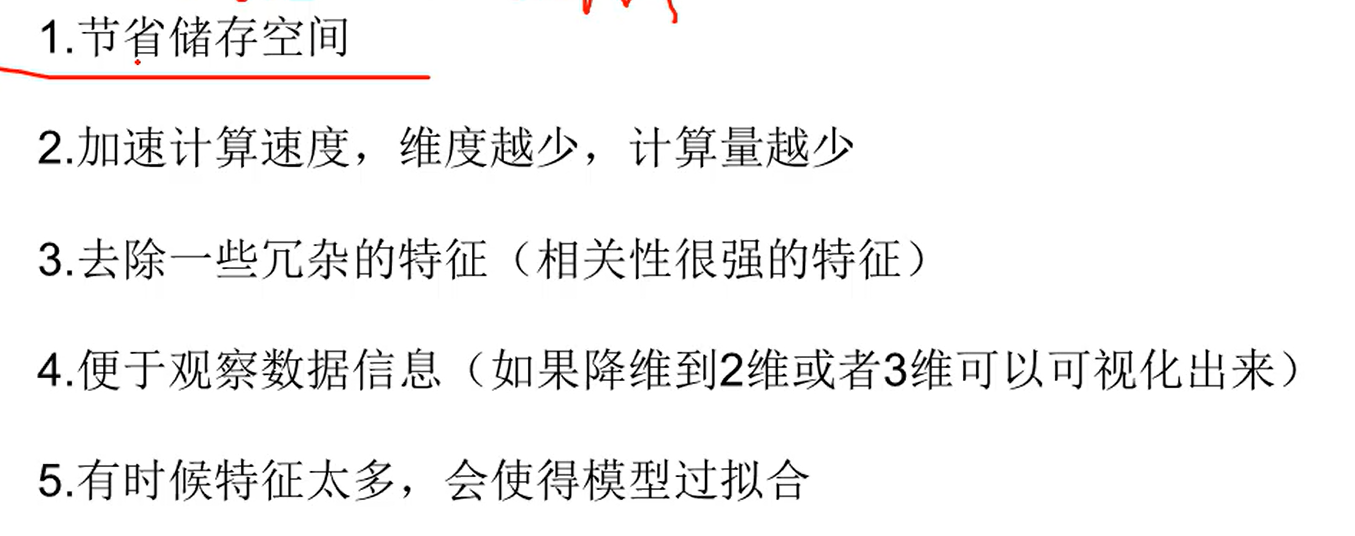 1.节省储存空间
2.加速计算速度，维度越少，计算量越少
3.去除一些冗杂的特征（相关性很强的特征）
4.便于观察数据信息（如果降维到2维或者3维可以可视化出来）
5.有时候特征太多，会使得模型过拟合